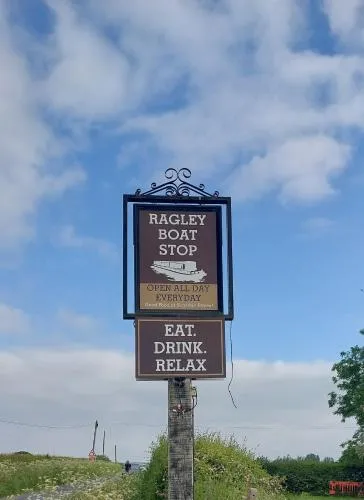 RAGLEY
BOAT
STOP
OPEN ALL DAY
EVERYDAY
EAT.
DRINK.
RELAX